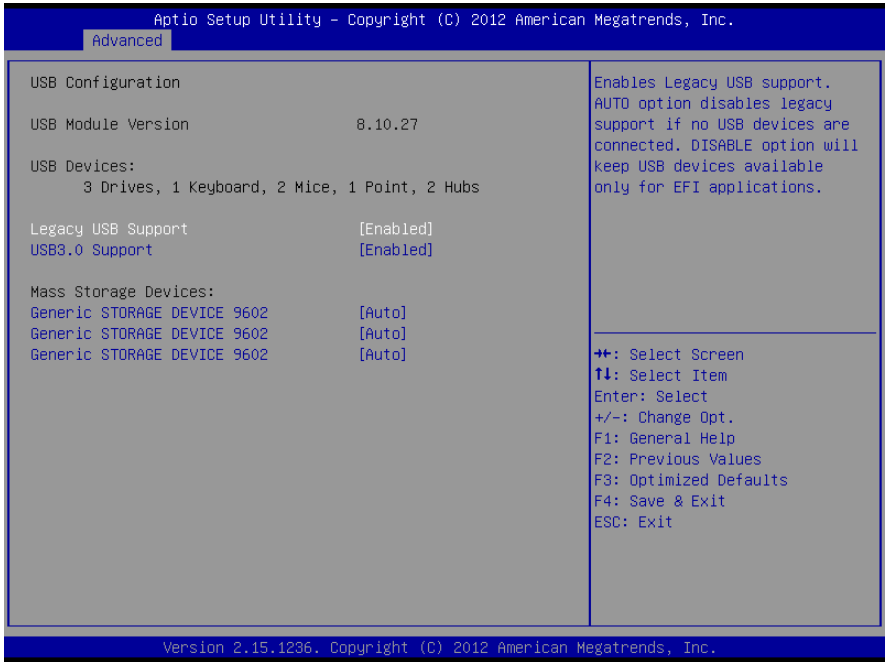 Aptio Setup Utility – Copyright (C) 2012 American Megatrends, Inc.
Advanced
USB Configuration
USB Module Version 8.10.27
USB Devices:
3 Drives, 1 Keyboard, 2 Mice, 1 Point, 2 Hubs
Legacy USB Support [Enabled]
USB3.0 Support [Enabled]
Mass Storage Devices:
Generic STORAGE DEVICE 9602 [Auto]
Generic STORAGE DEVICE 9602 [Auto]
Generic STORAGE DEVICE 9602 [Auto]
Enables Legacy USB support.
AUTO option disables legacy
support if no USB devices are
connected. DISABLE option will
keep USB devices available
only for EFI applications.
→←: Select Screen
↑↓: Select Item
Enter: Select
+/-: Change Opt.
F1: General Help
F2: Previous Values
F3: Optimized Defaults
F4: Save & Exit
ESC: Exit
Version 2.15.1236. Copyright (C) 2012 American Megatrends, Inc.